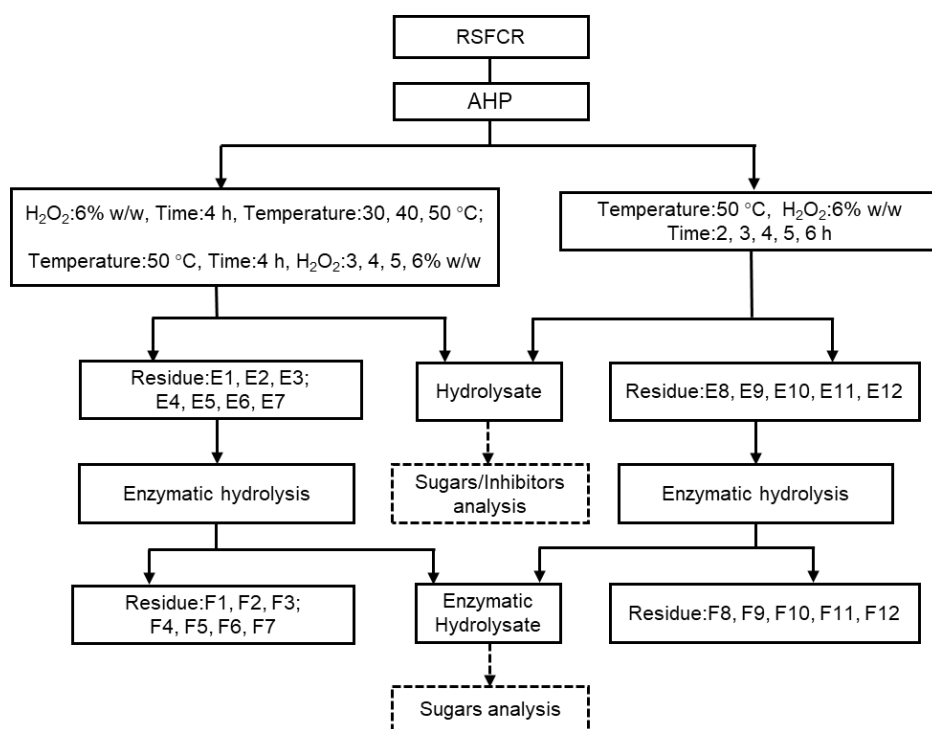 RSFCR
AHP
H₂O₂:6% w/w, Time:4 h, Temperature:30, 40, 50 °C;
Temperature:50 °C, Time:4 h, H₂O₂:3, 4, 5, 6% w/w
Temperature:50 °C, H₂O₂:6% w/w
Time:2, 3, 4, 5, 6 h
Residue:E1, E2, E3;
E4, E5, E6, E7
Hydrolysate
Residue:E8, E9, E10, E11, E12
Enzymatic hydrolysis
Sugars/Inhibitors
analysis
Enzymatic hydrolysis
Residue:F1, F2, F3;
F4, F5, F6, F7
Enzymatic
Hydrolysate
Residue:F8, F9, F10, F11, F12
Sugars analysis